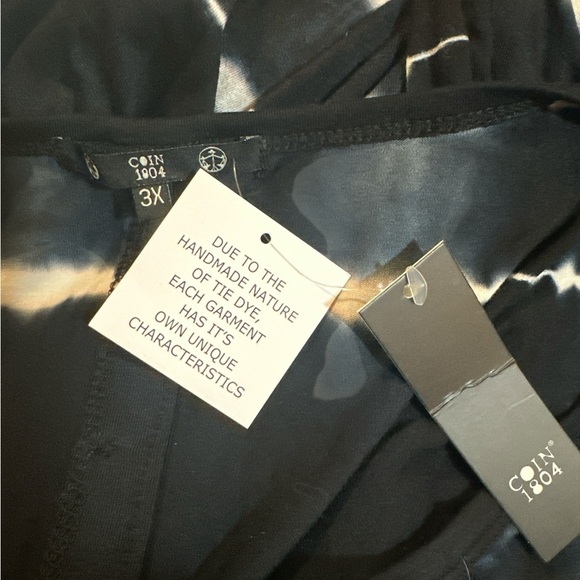 COIN
1804
3X
DUE TO THE
HANDMADE NATURE
OF TIE DYE,
EACH GARMENT
HAS IT'S
OWN UNIQUE
CHARACTERISTICS
COIN®
1804